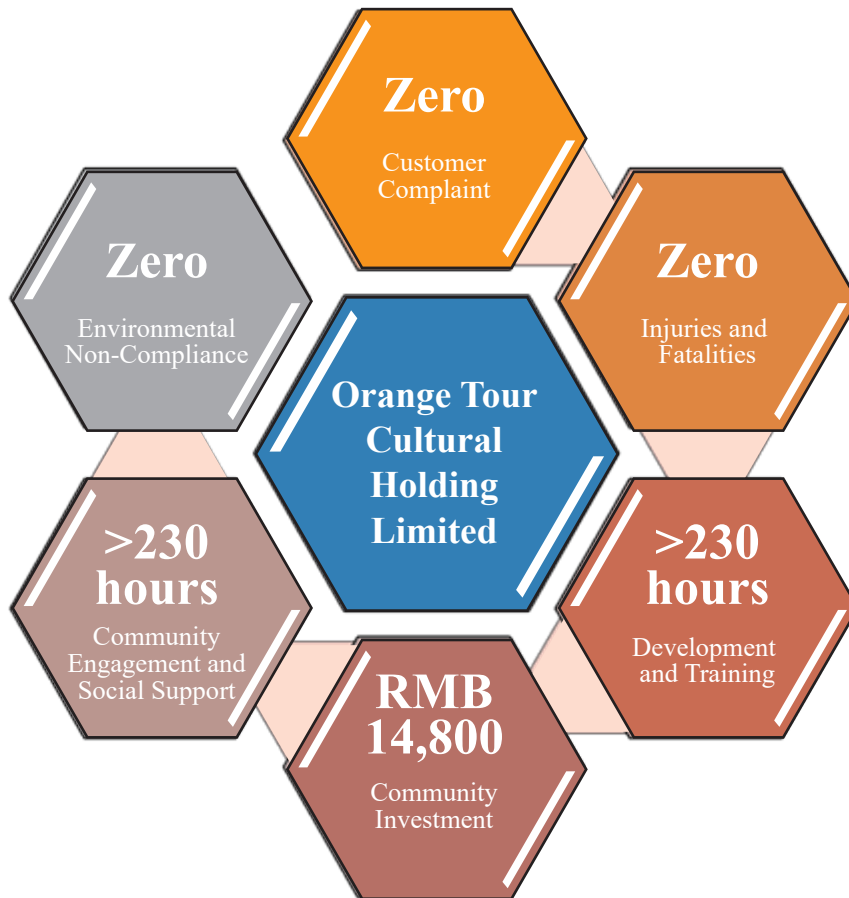 Zero
Customer
Complaint
Zero
Environmental
Non-Compliance
Zero
Injuries and
Fatalities
Orange Tour
Cultural
Holding
Limited
>230
hours
Community
Engagement and
Social Support
>230
hours
Development
and Training
RMB
14,800
Community
Investment